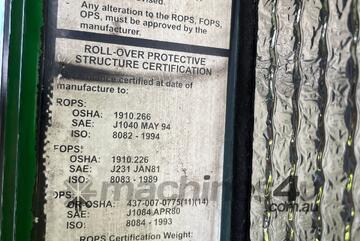 Any alteration to the ROPS, FOPS,
OPS, must be approved by the
manufacturer.
ROLL-OVER PROTECTIVE
STRUCTURE CERTIFICATION
certified at date of
manufacture to:
ROPS:
OSHA: 1910.266
SAE: J1040 MAY 94
ISO: 8082 - 1994
FOPS:
OSHA: 1910.226
SAE: J231 JAN81
ISO: 8083 - 1989
OPS:
OR OSHA: 437-007-0775(11)(14)
SAE: J1084 APR80
ISO: 8084 - 1993
ROPS Certification Weight:
machines4u
.com.au